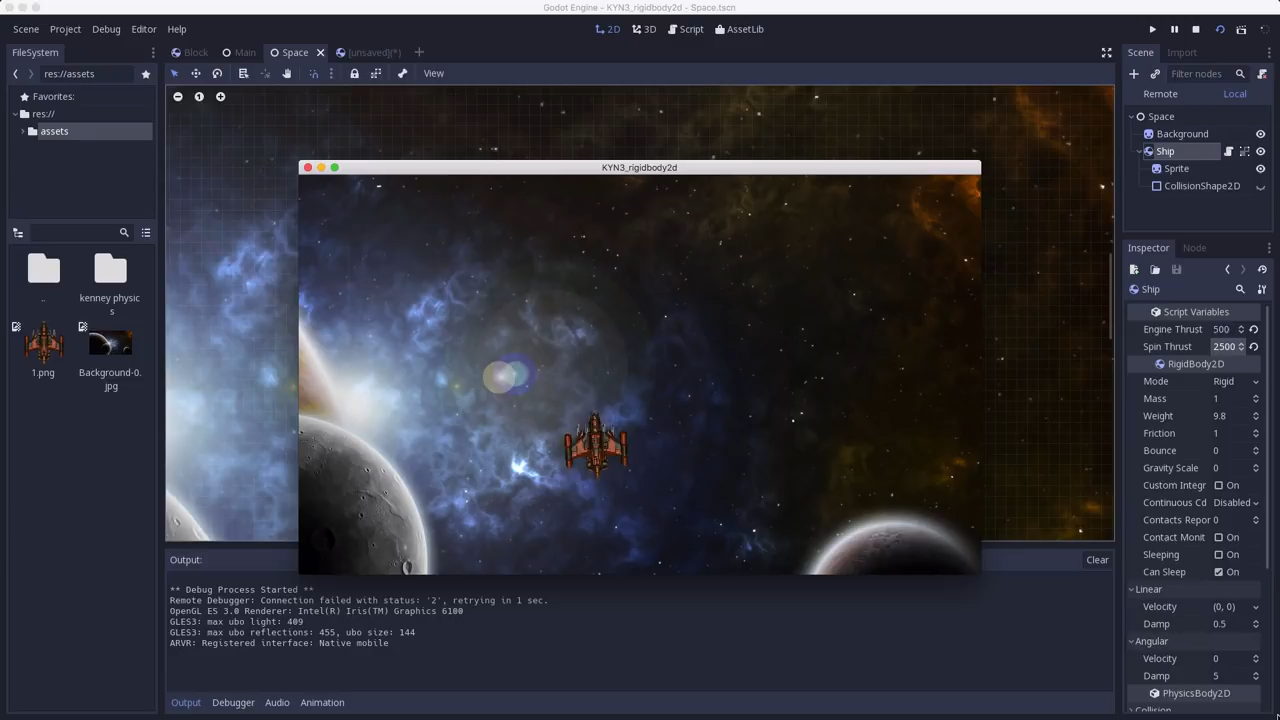 Godot Engine - KYN3_rigidbody2d - Space.tscn
Scene Project Debug Editor Help
2D 3D Script AssetLib
FileSystem
Block Main Space [unsaved](*)
Scene Import
res://assets
View
Filter nodes
Favorites:
res://
assets
Remote Local
Space
Background
Ship
Sprite
CollisionShape2D
KYN3_rigidbody2d
..
kenney physics
1.png
Background-0.jpg
Inspector Node
Ship
Script Variables
Engine Thrust 500
Spin Thrust 2500
RigidBody2D
Mode Rigid
Mass 1
Weight 9.8
Friction 1
Bounce 0
Gravity Scale 0
Custom Integr On
Continuous Cd Disabled
Contacts Repor 0
Contact Monit On
Sleeping On
Can Sleep On
Linear
Velocity (0, 0)
Damp 0.5
Angular
Velocity 0
Damp 5
PhysicsBody2D
Collision
Output: Clear
** Debug Process Started **
Remote Debugger: Connection failed with status: '2', retrying in 1 sec.
OpenGL ES 3.0 Renderer: Intel(R) Iris(TM) Graphics 6100
GLES3: max ubo light: 409
GLES3: max ubo reflections: 455, ubo size: 144
ARVR: Registered interface: Native mobile
Output Debugger Audio Animation